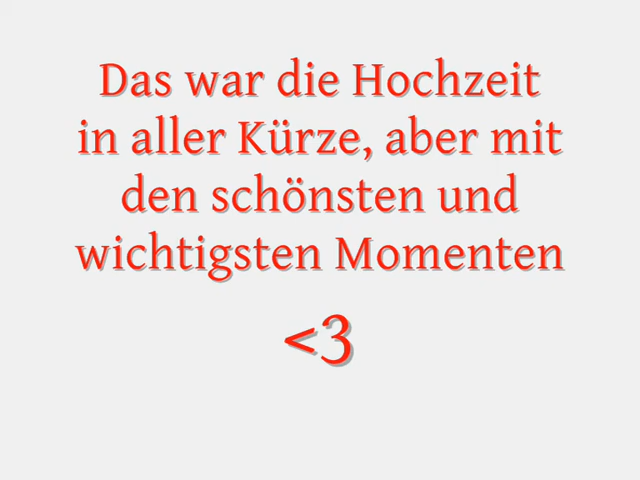 Das war die Hochzeit
in aller Kürze, aber mit
den schönsten und
wichtigsten Momenten
<3